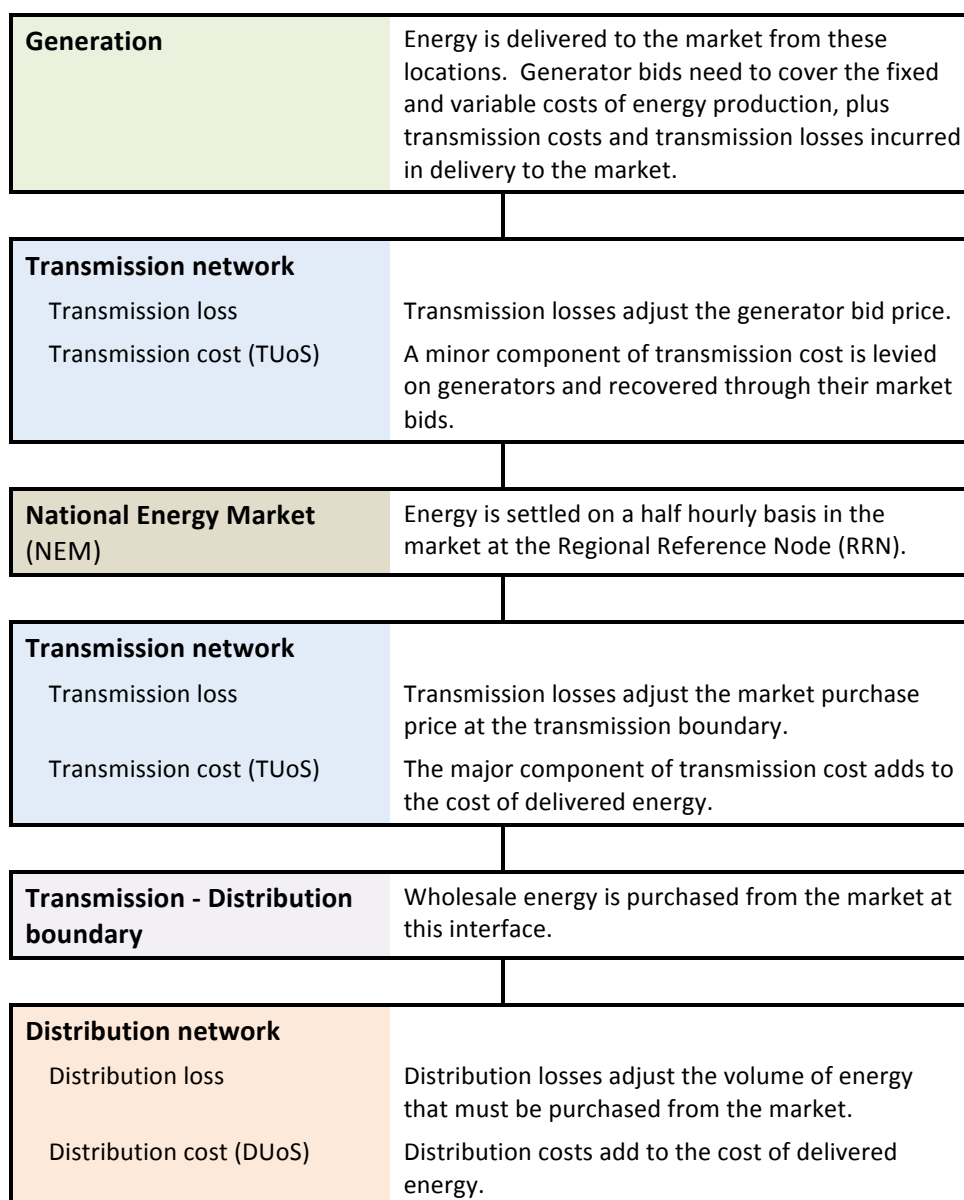 Generation
Energy is delivered to the market from these
locations.  Generator bids need to cover the fixed
and variable costs of energy production, plus
transmission costs and transmission losses incurred
in delivery to the market.
Transmission network
Transmission loss
Transmission losses adjust the generator bid price.
Transmission cost (TUoS)
A minor component of transmission cost is levied
on generators and recovered through their market
bids.
National Energy Market
(NEM)
Energy is settled on a half hourly basis in the
market at the Regional Reference Node (RRN).
Transmission network
Transmission loss
Transmission losses adjust the market purchase
price at the transmission boundary.
Transmission cost (TUoS)
The major component of transmission cost adds to
the cost of delivered energy.
Transmission - Distribution
boundary
Wholesale energy is purchased from the market at
this interface.
Distribution network
Distribution loss
Distribution losses adjust the volume of energy
that must be purchased from the market.
Distribution cost (DUoS)
Distribution costs add to the cost of delivered
energy.